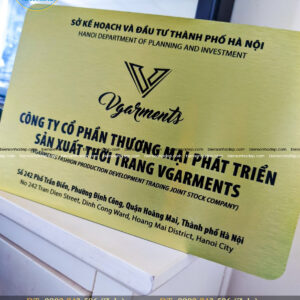 SỞ KẾ HOẠCH VÀ ĐẦU TƯ THÀNH PHỐ HÀ NỘI
HANOI DEPARTMENT OF PLANNING AND INVESTMENT
Vgarments
CÔNG TY CỔ PHẦN THƯƠNG MẠI PHÁT TRIỂN
SẢN XUẤT THỜI TRANG VGARMENTS
(VGARMENTS FASHION PRODUCTION DEVELOPMENT TRADING JOINT STOCK COMPANY)
Số 242 Phố Trần Điền, Phường Định Công, Quận Hoàng Mai, Thành phố Hà Nội
No 242 Tran Dien Street, Dinh Cong Ward, Hoang Mai District, Hanoi City